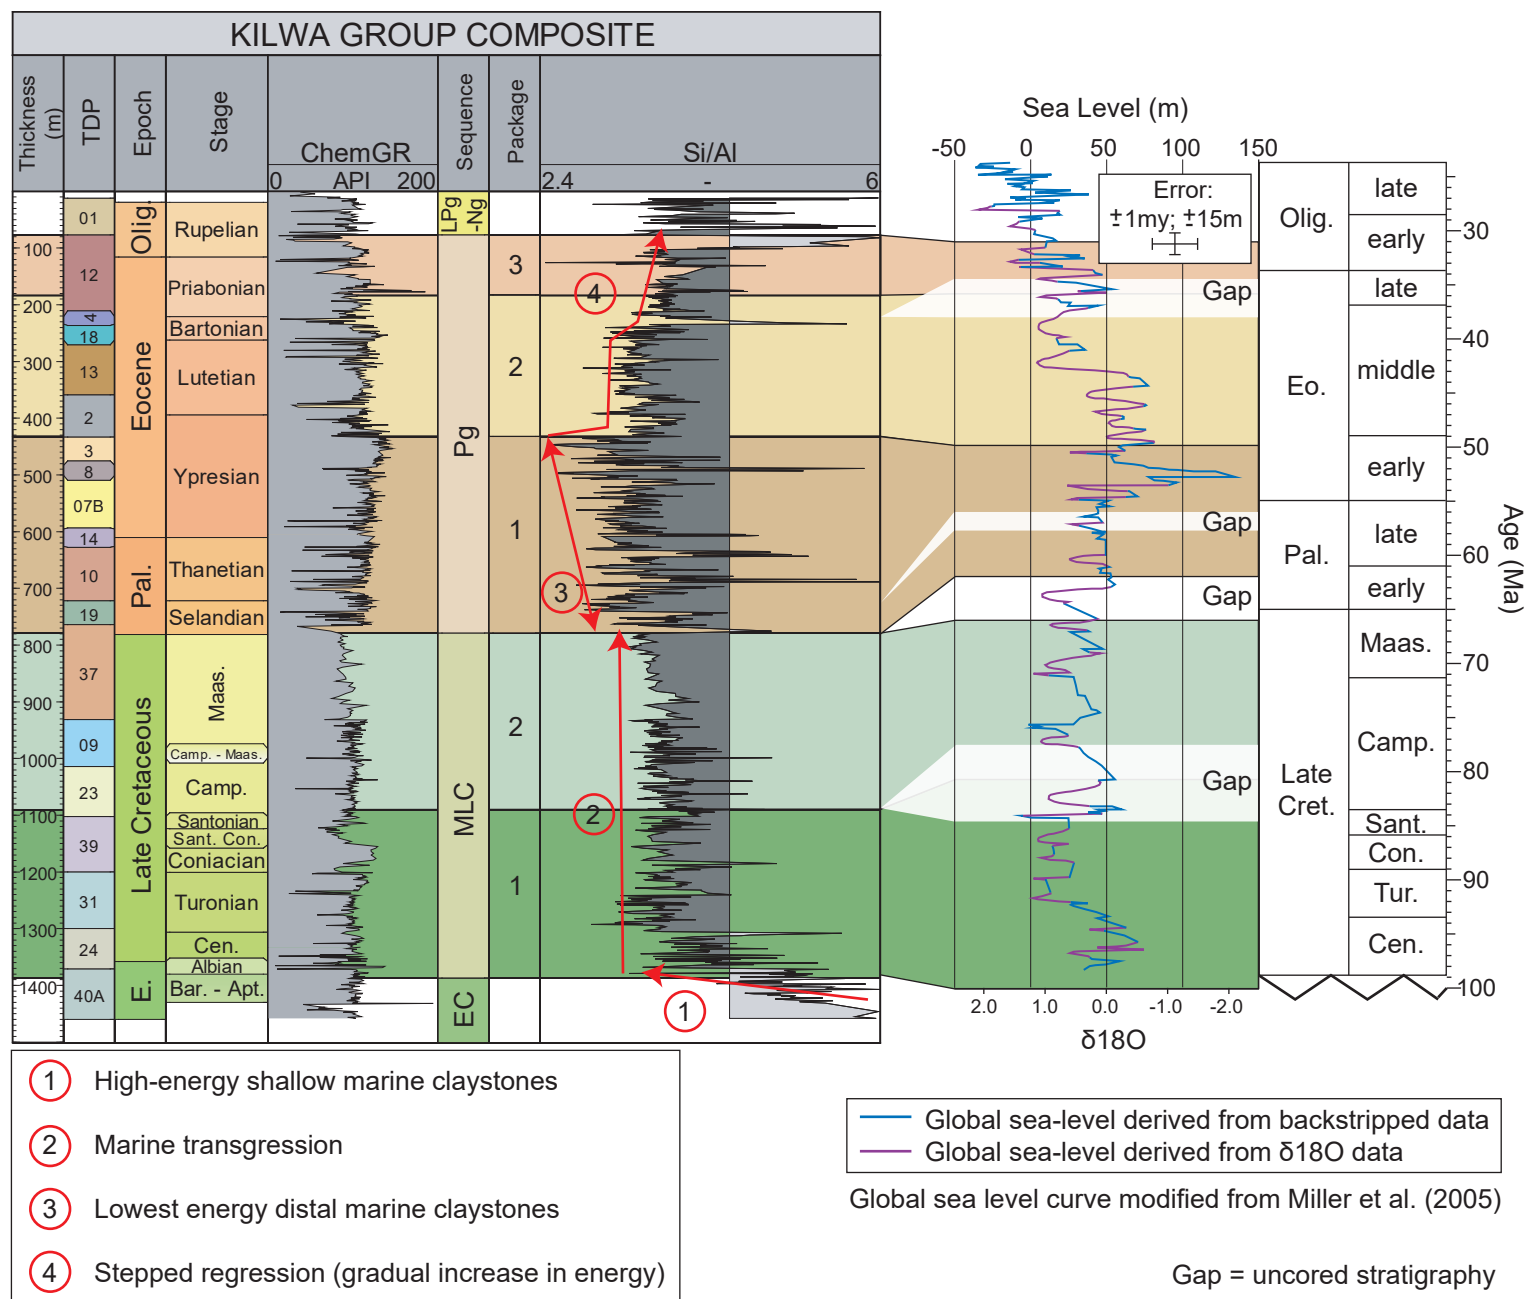 KILWA GROUP COMPOSITE
Thickness (m)
TDP
Epoch
Stage
ChemGR
0 API 200
Sequence
Package
Si/Al
2.4 - 6
100
200
300
400
500
600
700
800
900
1000
1100
1200
1300
1400
01
12
4
18
13
2
3
8
07B
14
10
19
37
09
23
39
31
24
40A
Olig.
Eocene
Pal.
Late Cretaceous
E.
Rupelian
Priabonian
Bartonian
Lutetian
Ypresian
Thanetian
Selandian
Maas.
Camp. - Maas.
Camp.
Santonian
Sant. Con.
Coniacian
Turonian
Cen.
Albian
Bar. - Apt.
LPg
-Ng
Pg
MLC
EC
3
2
1
2
1
4
3
2
1
Sea Level (m)
-50 0 50 100 150
Error:
±1my; ±15m
Gap
Gap
Gap
Gap
2.0 1.0 0.0 -1.0 -2.0
δ18O
Olig.
Eo.
Pal.
Late
Cret.
late
early
late
middle
early
late
early
Maas.
Camp.
Sant.
Con.
Tur.
Cen.
30
40
50
60
70
80
90
100
Age (Ma)
1 High-energy shallow marine claystones
2 Marine transgression
3 Lowest energy distal marine claystones
4 Stepped regression (gradual increase in energy)
Global sea-level derived from backstripped data
Global sea-level derived from δ18O data
Global sea level curve modified from Miller et al. (2005)
Gap = uncored stratigraphy